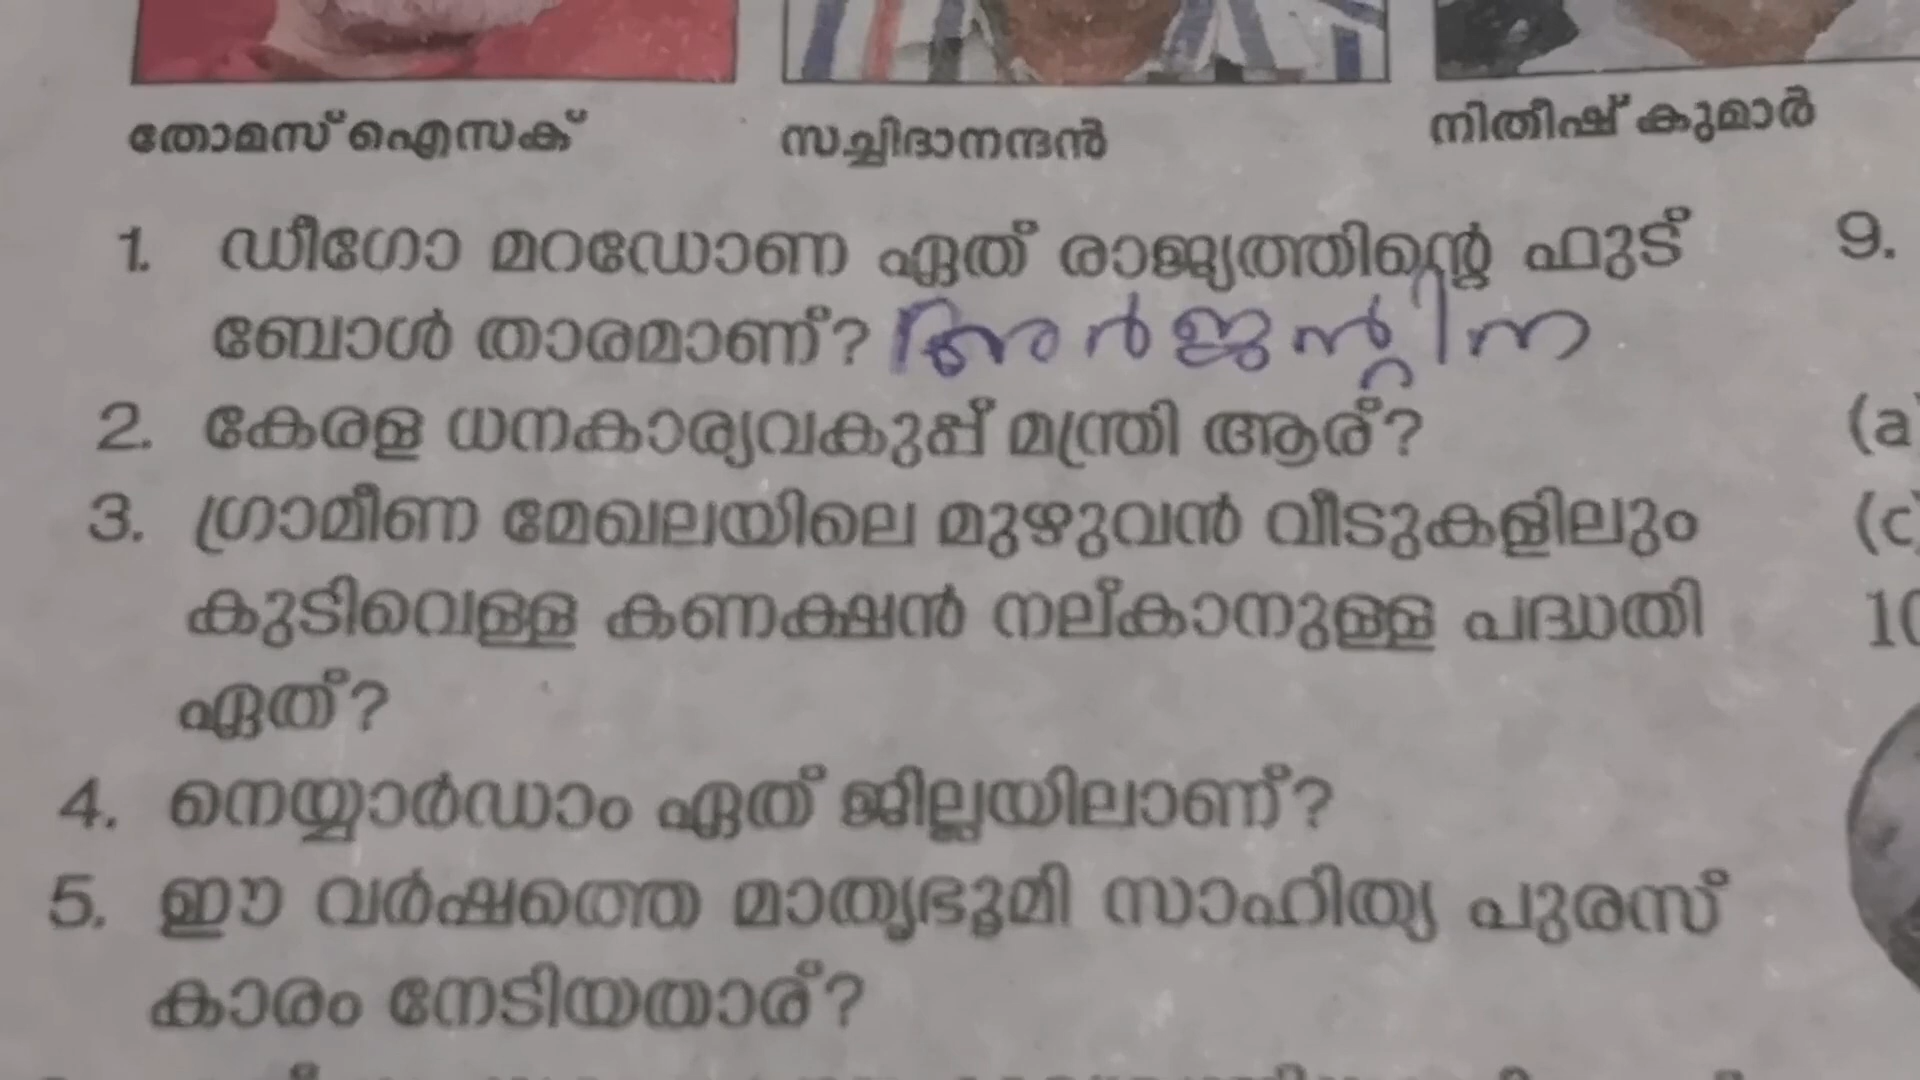 തോമസ് ഐസക്
സച്ചിദാനന്ദൻ
നിതീഷ് കുമാർ
1. ഡീഗോ മറഡോണ ഏത് രാജ്യത്തിന്റെ ഫുട്
ബോൾ താരമാണ്? അർജന്റീന
2. കേരള ധനകാര്യവകുപ്പ് മന്ത്രി ആര്?
3. ഗ്രാമീണ മേഖലയിലെ മുഴുവൻ വീടുകളിലും
കുടിവെള്ള കണക്ഷൻ നല്കാനുള്ള പദ്ധതി
ഏത്?
4. നെയ്യാർഡാം ഏത് ജില്ലയിലാണ്?
5. ഈ വർഷത്തെ മാതൃഭൂമി സാഹിത്യ പുരസ്
കാരം നേടിയതാര്?
9.
(a)
(c)
10